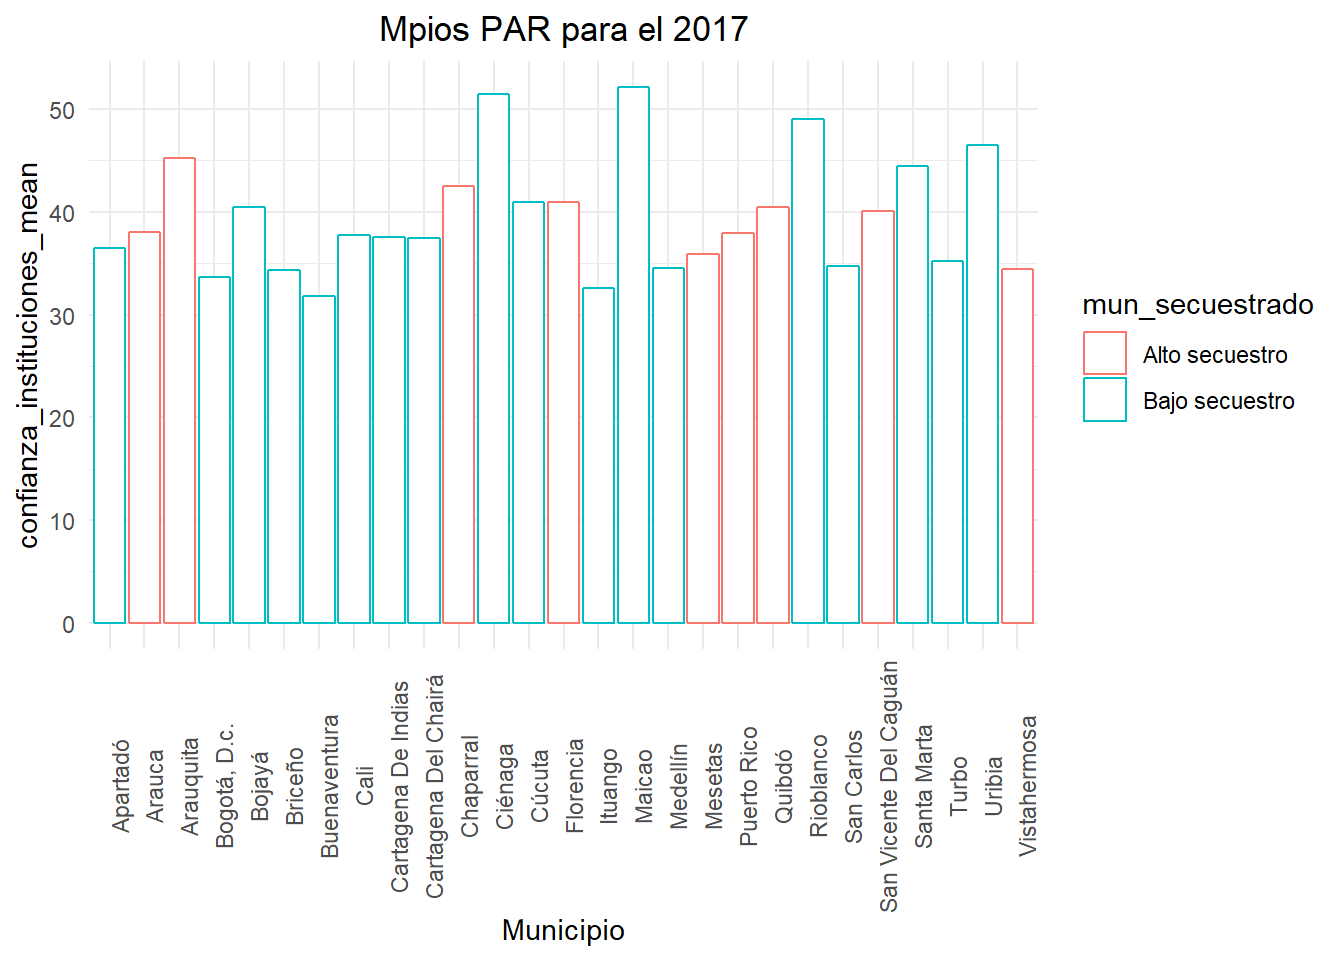 Mpios PAR para el 2017
confianza_instituciones_mean
50
40
30
20
10
0
Apartadó
Arauca
Arauquita
Bogotá, D.c.
Bojayá
Briceño
Buenaventura
Cali
Cartagena De Indias
Cartagena Del Chairá
Chaparral
Ciénaga
Cúcuta
Florencia
Ituango
Maicao
Medellín
Mesetas
Puerto Rico
Quibdó
Rioblanco
San Carlos
San Vicente Del Caguán
Santa Marta
Turbo
Uribia
Vistahermosa
Municipio
mun_secuestrado
Alto secuestro
Bajo secuestro